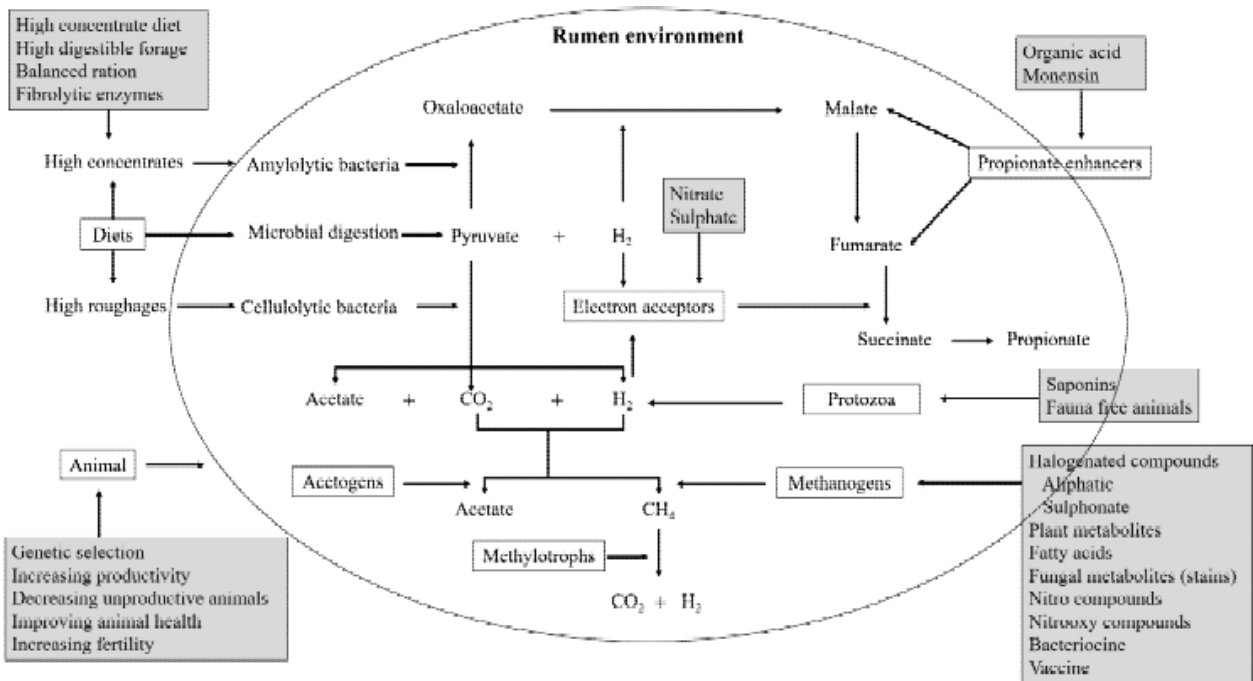 High concentrate diet
High digestible forage
Balanced ration
Fibrolytic enzymes
Rumen environment
Organic acid
Monensin
Oxaloacetate
Malate
High concentrates
Amylolytic bacteria
Propionate enhancers
Nitrate
Sulphate
Diets
Microbial digestion
Pyruvate + H₂
Fumarate
High roughages
Cellulolytic bacteria
Electron acceptors
Succinate
Propionate
Acetate + CO₂ + H₂
Protozoa
Saponins
Fauna free animals
Animal
Acetogens
Acetate
CH₄
Methanogens
Halogenated compounds
Aliphatic
Sulphonate
Plant metabolites
Fatty acids
Fungal metabolites (stains)
Nitro compounds
Nitrooxy compounds
Bacteriocine
Vaccine
Methylotrophs
CO₂ + H₂
Genetic selection
Increasing productivity
Decreasing unproductive animals
Improving animal health
Increasing fertility